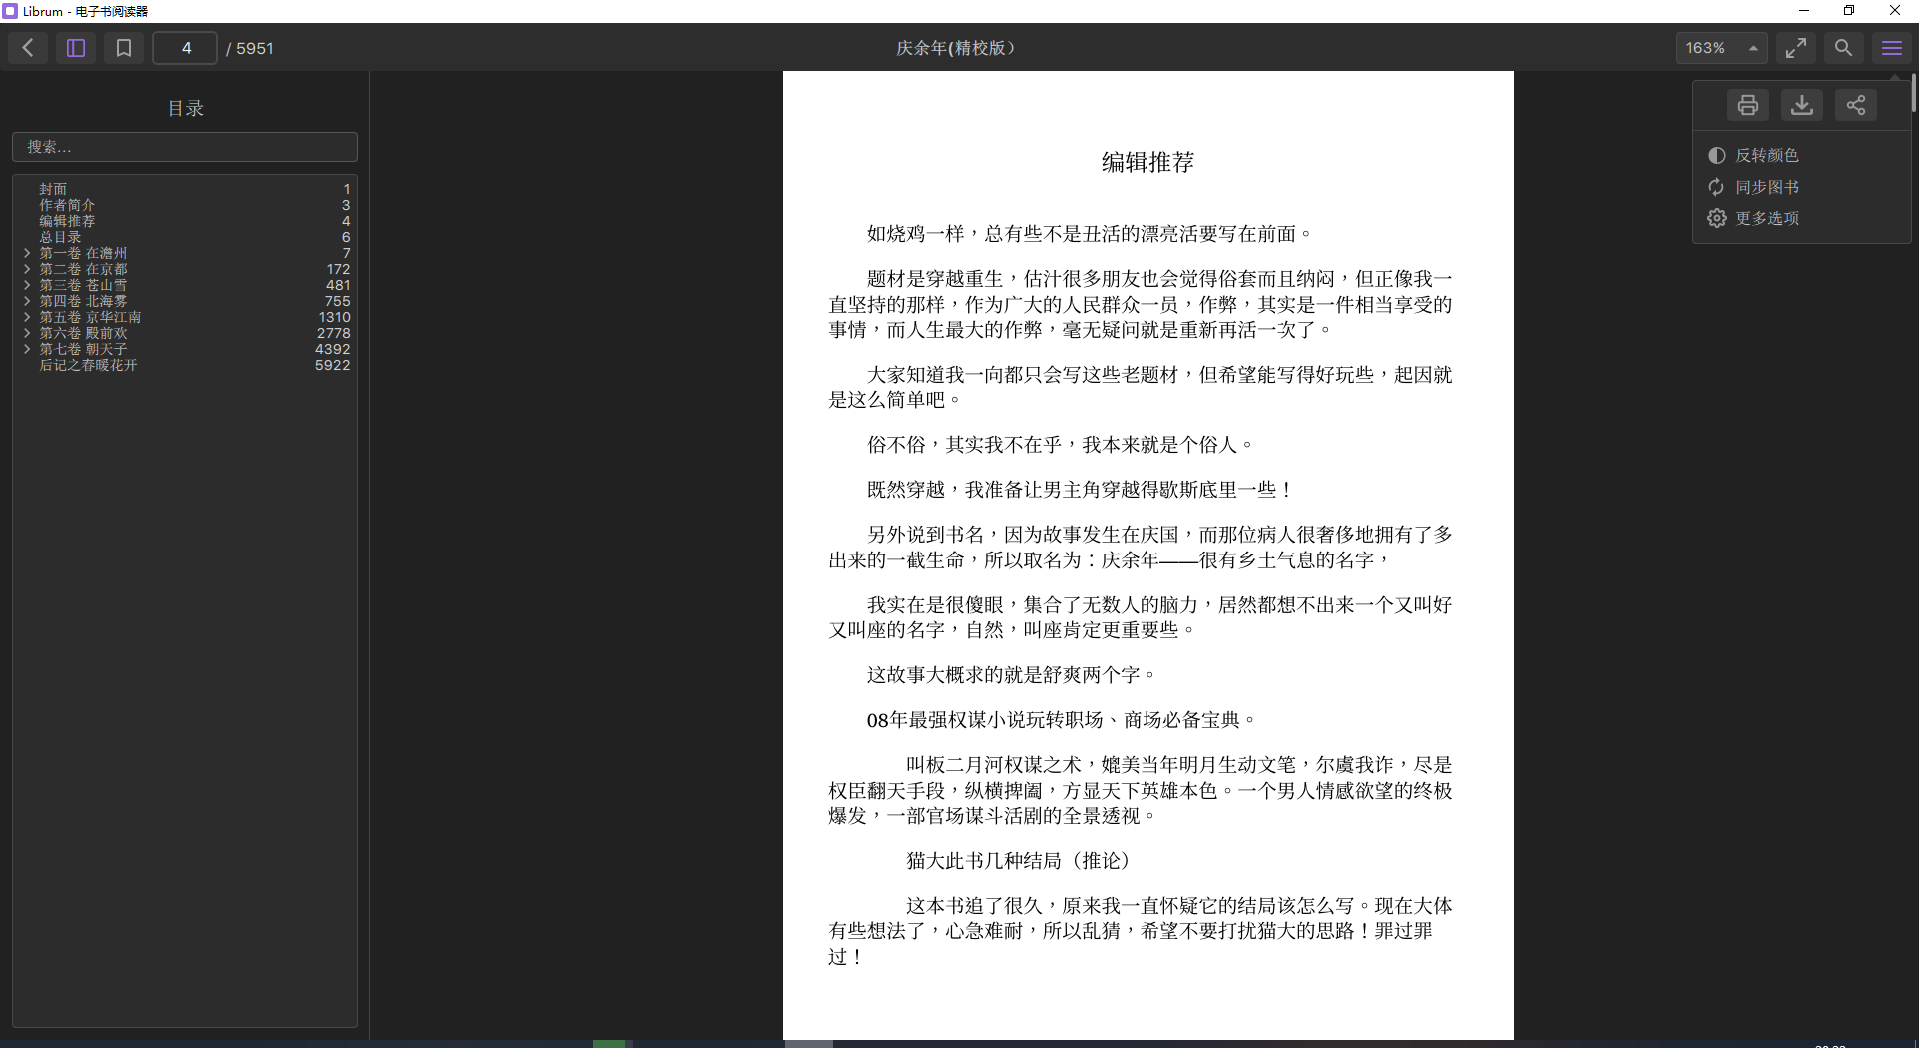 Librum - 电子书阅读器
4
/ 5951
庆余年(精校版）
163%
目录
搜索...
封面 1
作者简介 3
编辑推荐 4
总目录 6
第一卷 在澹州 7
第二卷 在京都 172
第三卷 苍山雪 481
第四卷 北海雾 755
第五卷 京华江南 1310
第六卷 殿前欢 2778
第七卷 朝天子 4392
后记之春暖花开 5922
编辑推荐
如烧鸡一样，总有些不是丑活的漂亮活要写在前面。
题材是穿越重生，估汁很多朋友也会觉得俗套而且纳闷，但正像我一
直坚持的那样，作为广大的人民群众一员，作弊，其实是一件相当享受的
事情，而人生最大的作弊，毫无疑问就是重新再活一次了。
大家知道我一向都只会写这些老题材，但希望能写得好玩些，起因就
是这么简单吧。
俗不俗，其实我不在乎，我本来就是个俗人。
既然穿越，我准备让男主角穿越得歇斯底里一些！
另外说到书名，因为故事发生在庆国，而那位病人很奢侈地拥有了多
出来的一截生命，所以取名为：庆余年——很有乡土气息的名字，
我实在是很傻眼，集合了无数人的脑力，居然都想不出来一个又叫好
又叫座的名字，自然，叫座肯定更重要些。
这故事大概求的就是舒爽两个字。
08年最强权谋小说玩转职场、商场必备宝典。
叫板二月河权谋之术，媲美当年明月生动文笔，尔虞我诈，尽是
权臣翻天手段，纵横捭阖，方显天下英雄本色。一个男人情感欲望的终极
爆发，一部官场谋斗活剧的全景透视。
猫大此书几种结局（推论）
这本书追了很久，原来我一直怀疑它的结局该怎么写。现在大体
有些想法了，心急难耐，所以乱猜，希望不要打扰猫大的思路！罪过罪
过！
反转颜色
同步图书
更多选项